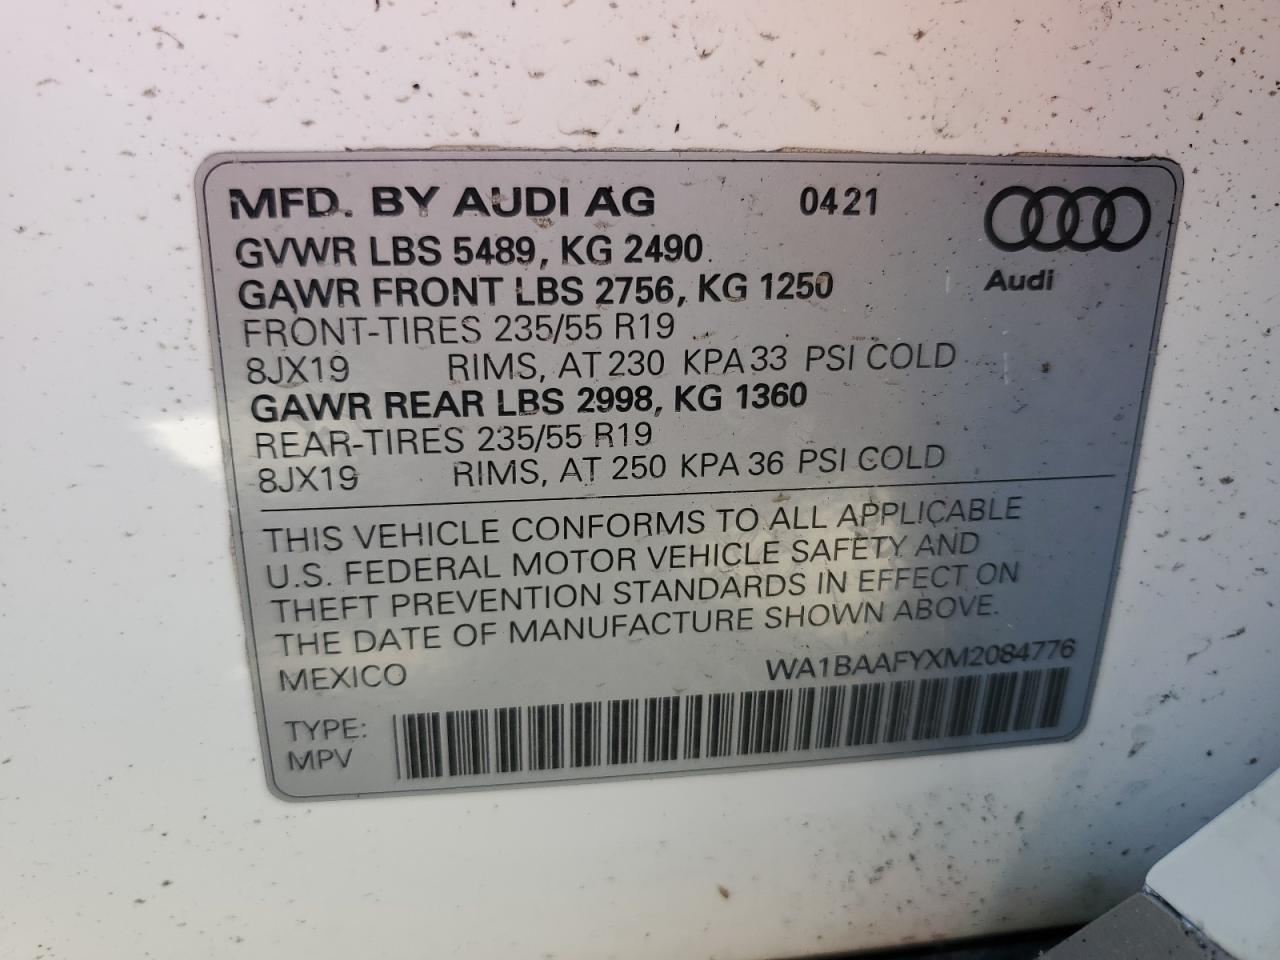 MFD. BY AUDI AG 0421
GVWR LBS 5489, KG 2490
GAWR FRONT LBS 2756, KG 1250
Audi
FRONT-TIRES 235/55 R19
8JX19 RIMS, AT 230 KPA 33 PSI COLD
GAWR REAR LBS 2998, KG 1360
REAR-TIRES 235/55 R19
8JX19 RIMS, AT 250 KPA 36 PSI COLD
THIS VEHICLE CONFORMS TO ALL APPLICABLE
U.S. FEDERAL MOTOR VEHICLE SAFETY AND
THEFT PREVENTION STANDARDS IN EFFECT ON
THE DATE OF MANUFACTURE SHOWN ABOVE.
MEXICO WA1BAAFYXM2084776
TYPE:
MPV